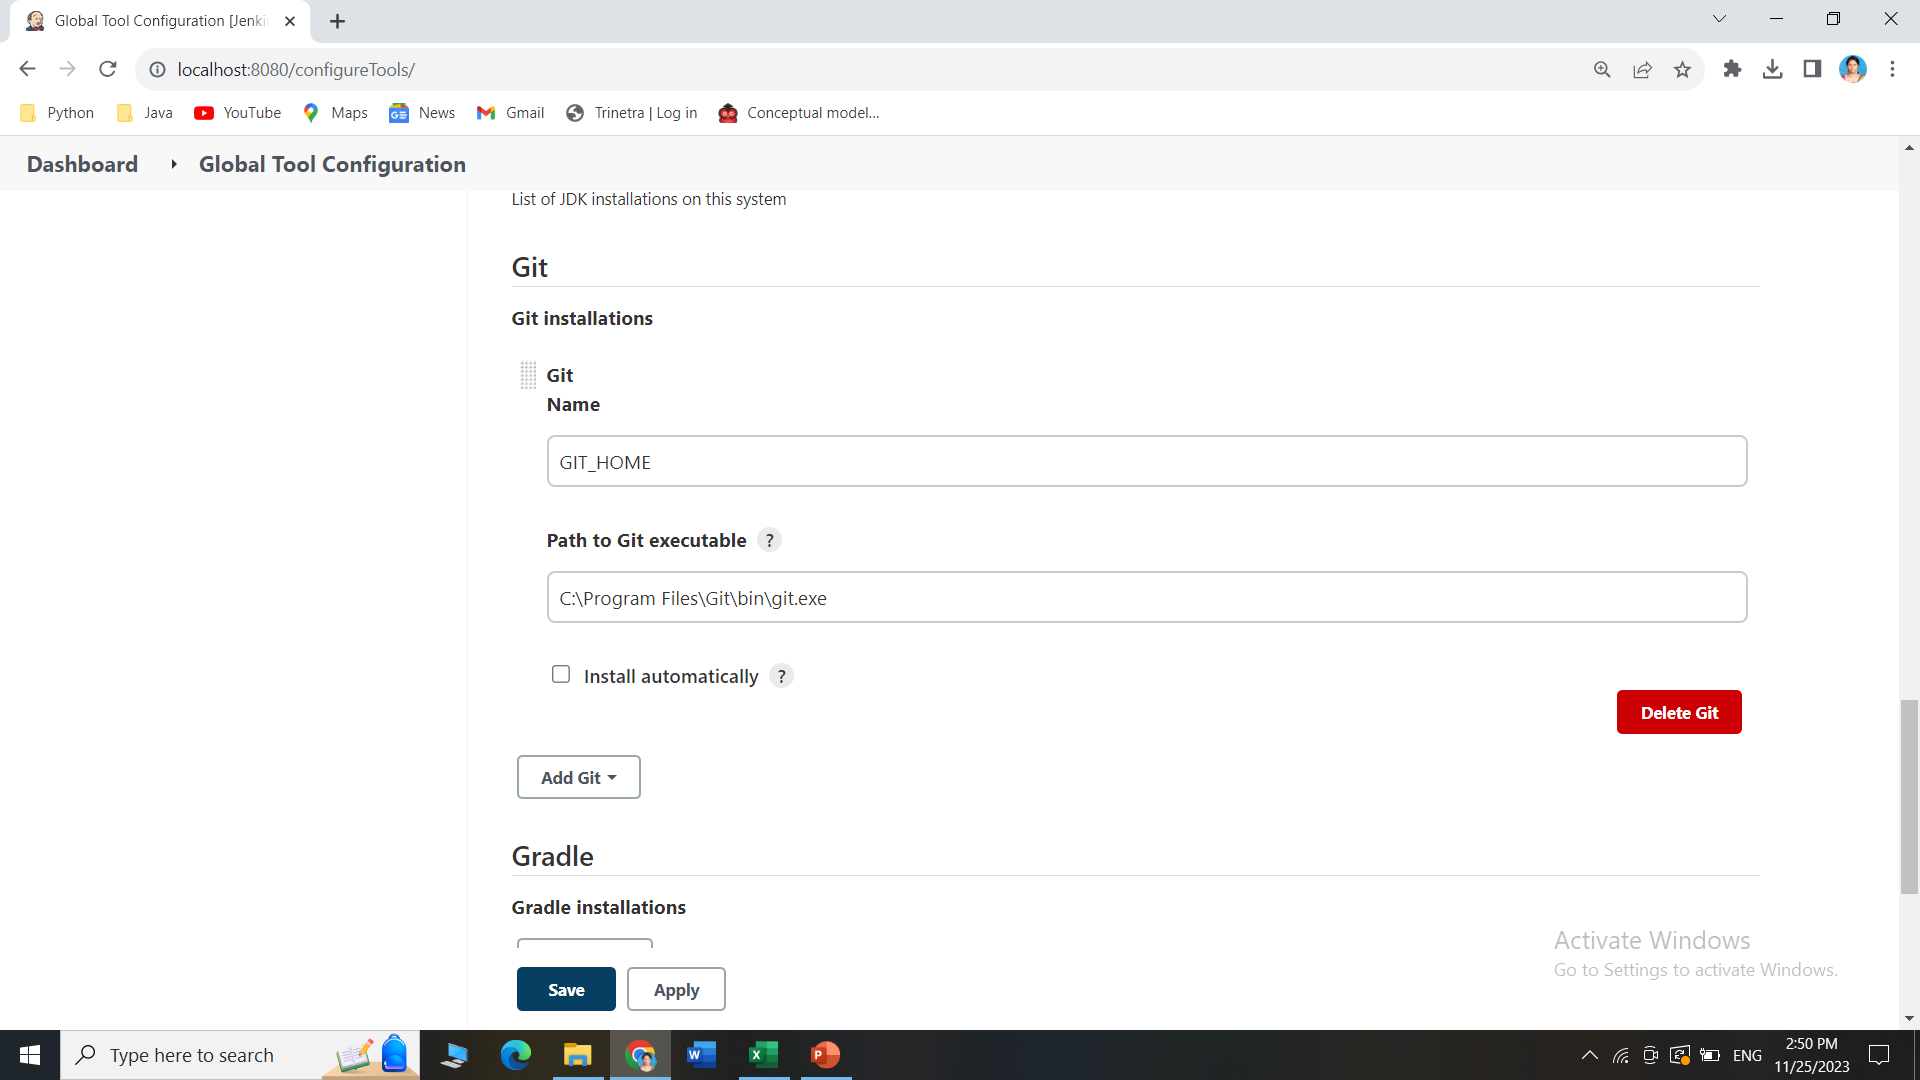 Global Tool Configuration [Jenki
localhost:8080/configureTools/
Python
Java
YouTube
Maps
News
Gmail
Trinetra | Log in
Conceptual model...
Dashboard
Global Tool Configuration
List of JDK installations on this system
Git
Git installations
Git
Name
GIT_HOME
Path to Git executable ?
C:\Program Files\Git\bin\git.exe
Install automatically ?
Delete Git
Add Git
Gradle
Gradle installations
Activate Windows
Go to Settings to activate Windows.
Save
Apply
Type here to search
ENG
2:50 PM
11/25/2023